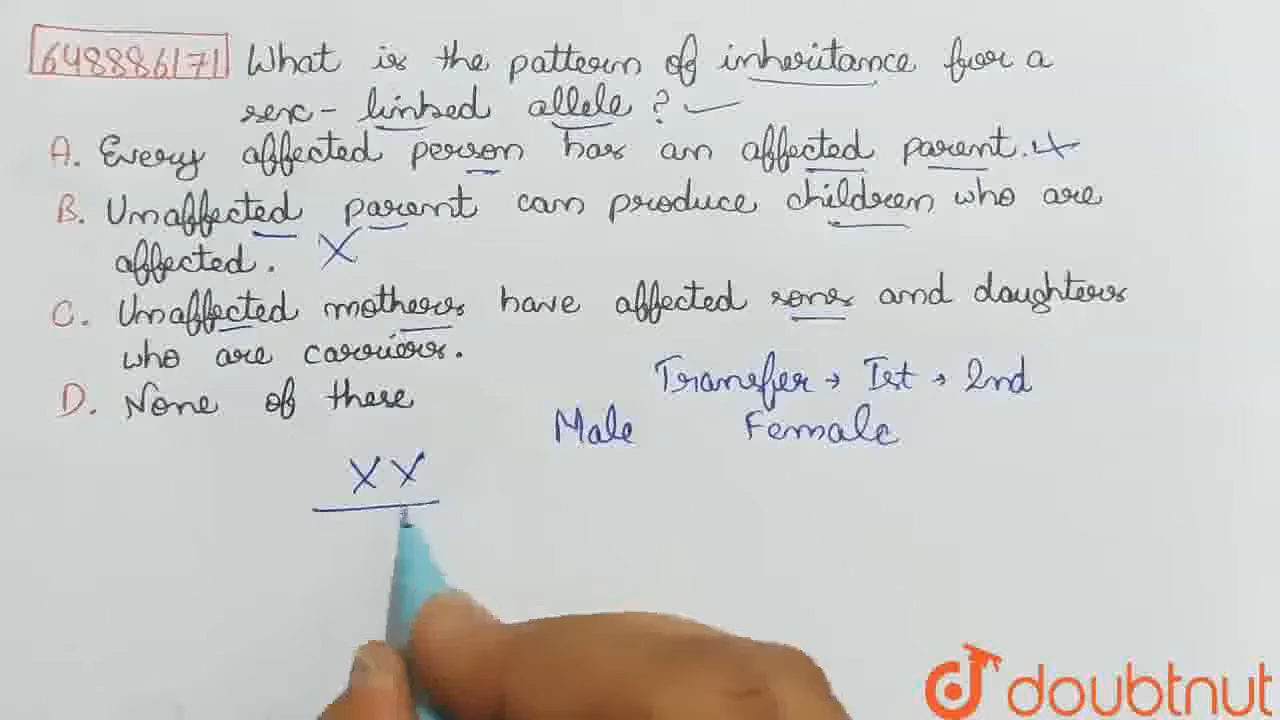 648886171 What is the pattern of inheritance for a
sex-linked allele ?
A. Every affected person has an affected parent. X
B. Unaffected parent can produce children who are
affected. X
C. Unaffected mothers have affected sons and daughters
who are carriers.
D. None of these
Transfer → Ist → 2nd
Male Female
XX
doubtnut